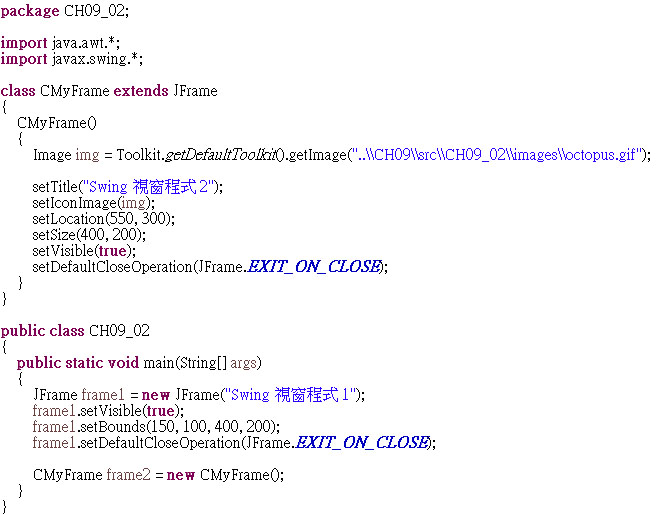 package CH09_02;
import java.awt.*;
import javax.swing.*;
class CMyFrame extends JFrame
{
CMyFrame()
{
Image img = Toolkit.getDefaultToolkit().getImage("..\\CH09\\src\\CH09_02\\images\\octopus.gif");
setTitle("Swing 視窗程式 2");
setIconImage(img);
setLocation(550, 300);
setSize(400, 200);
setVisible(true);
setDefaultCloseOperation(JFrame.EXIT_ON_CLOSE);
}
}
public class CH09_02
{
public static void main(String[] args)
{
JFrame frame1 = new JFrame("Swing 視窗程式 1");
frame1.setVisible(true);
frame1.setBounds(150, 100, 400, 200);
frame1.setDefaultCloseOperation(JFrame.EXIT_ON_CLOSE);
CMyFrame frame2 = new CMyFrame();
}
}